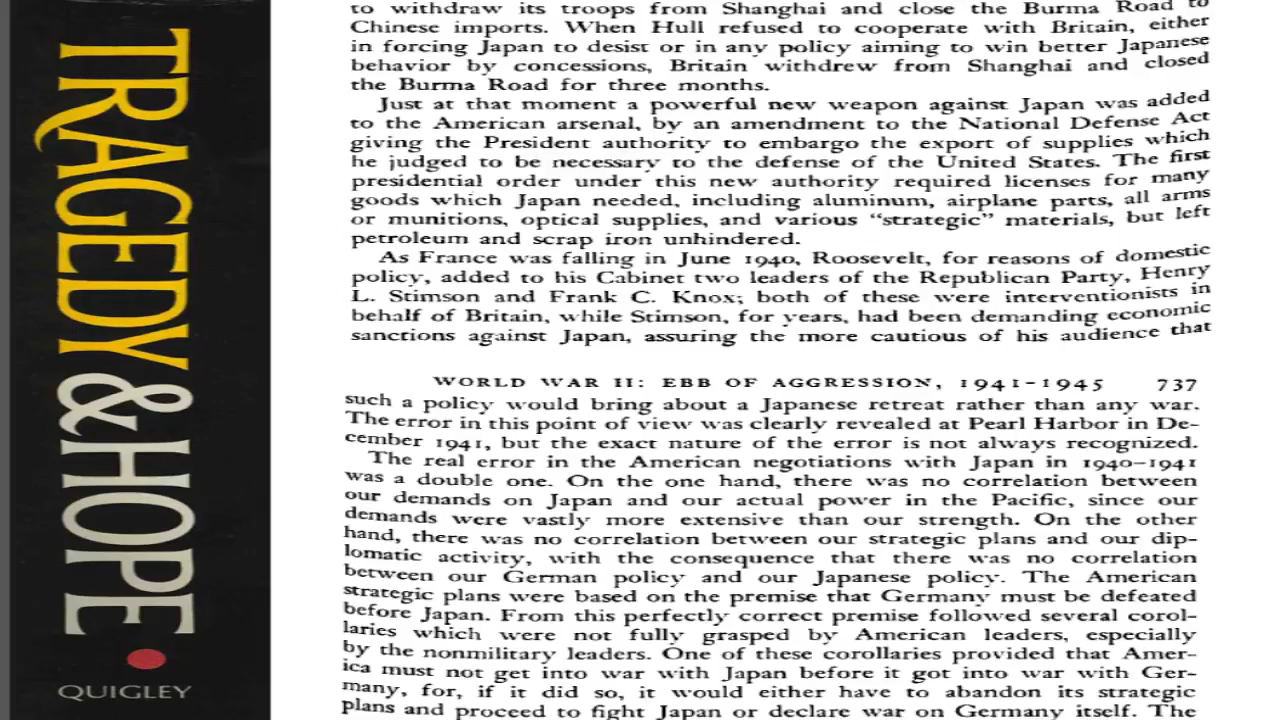 TRAGEDY & HOPE
QUIGLEY
to withdraw its troops from Shanghai and close the Burma Road to
Chinese imports. When Hull refused to cooperate with Britain, either
in forcing Japan to desist or in any policy aiming to win better Japanese
behavior by concessions, Britain withdrew from Shanghai and closed
the Burma Road for three months.
Just at that moment a powerful new weapon against Japan was added
to the American arsenal, by an amendment to the National Defense Act
giving the President authority to embargo the export of supplies which
he judged to be necessary to the defense of the United States. The first
presidential order under this new authority required licenses for many
goods which Japan needed, including aluminum, airplane parts, all arms
or munitions, optical supplies, and various “strategic” materials, but left
petroleum and scrap iron unhindered.
As France was falling in June 1940, Roosevelt, for reasons of domestic
policy, added to his Cabinet two leaders of the Republican Party, Henry
L. Stimson and Frank C. Knox; both of these were interventionists in
behalf of Britain, while Stimson, for years, had been demanding economic
sanctions against Japan, assuring the more cautious of his audience that
WORLD WAR II: EBB OF AGGRESSION, 1941-1945 737
such a policy would bring about a Japanese retreat rather than any war.
The error in this point of view was clearly revealed at Pearl Harbor in De-
cember 1941, but the exact nature of the error is not always recognized.
The real error in the American negotiations with Japan in 1940-1941
was a double one. On the one hand, there was no correlation between
our demands on Japan and our actual power in the Pacific, since our
demands were vastly more extensive than our strength. On the other
hand, there was no correlation between our strategic plans and our dip-
lomatic activity, with the consequence that there was no correlation
between our German policy and our Japanese policy. The American
strategic plans were based on the premise that Germany must be defeated
before Japan. From this perfectly correct premise followed several corol-
laries which were not fully grasped by American leaders, especially
by the nonmilitary leaders. One of these corollaries provided that Amer-
ica must not get into war with Japan before it got into war with Ger-
many, for, if it did so, it would either have to abandon its strategic
plans and proceed to fight Japan or declare war on Germany itself. The